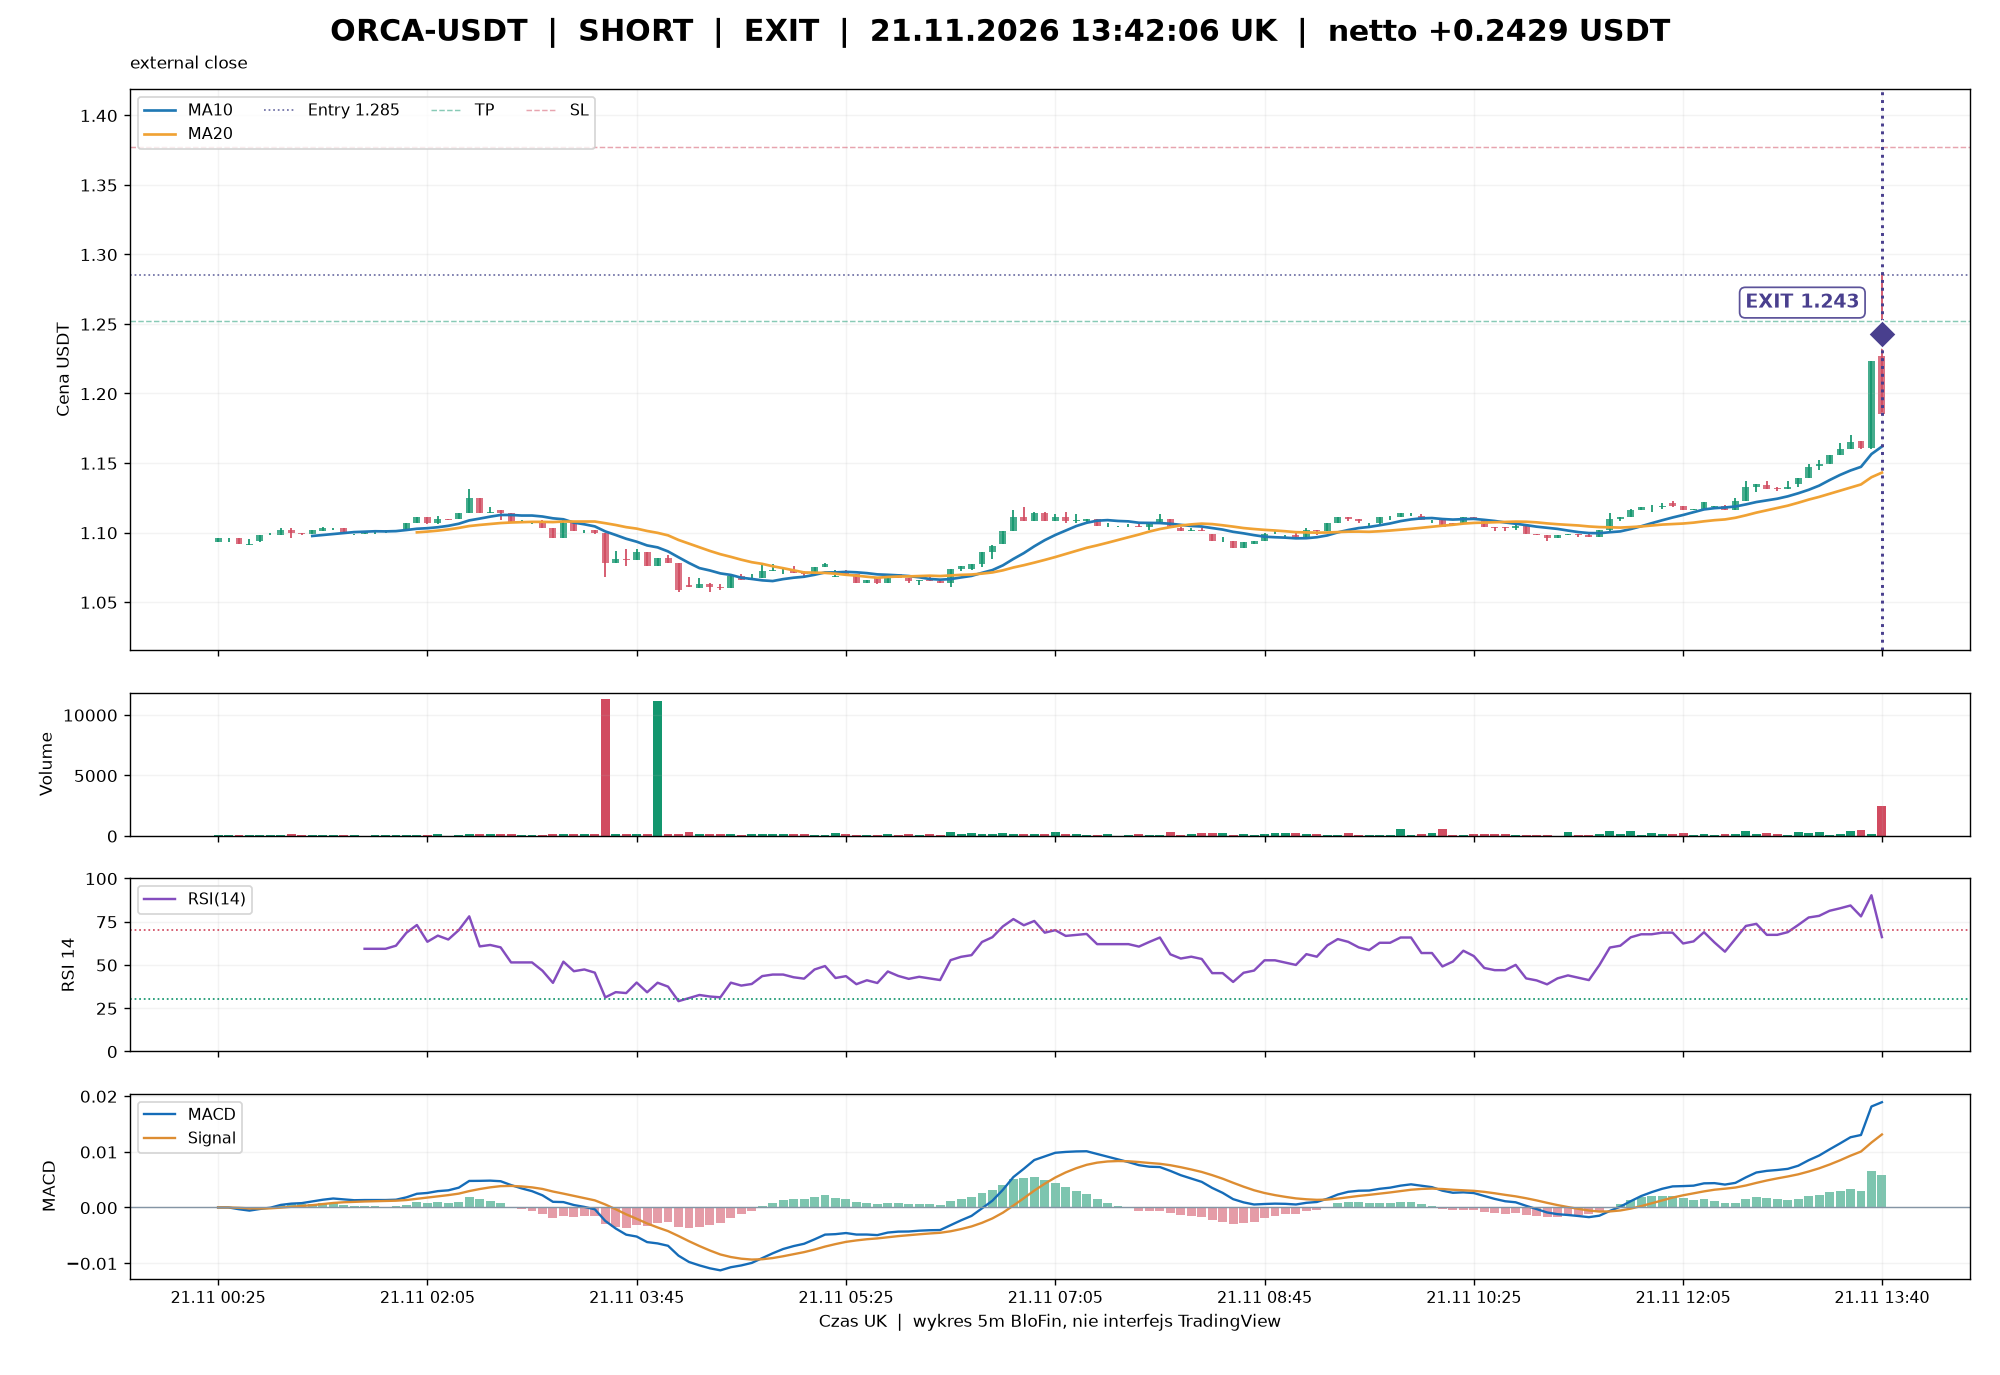 ORCA-USDT | SHORT | EXIT | 21.11.2026 13:42:06 UK | netto +0.2429 USDT
external close
MA10
MA20
Entry 1.285
TP
SL
1.40
1.35
1.30
1.25
1.20
1.15
1.10
1.05
Cena USDT
EXIT 1.243
10000
5000
0
Volume
RSI(14)
100
75
50
25
0
RSI 14
MACD
Signal
0.02
0.01
0.00
−0.01
MACD
21.11 00:25
21.11 02:05
21.11 03:45
21.11 05:25
21.11 07:05
21.11 08:45
21.11 10:25
21.11 12:05
21.11 13:40
Czas UK | wykres 5m BloFin, nie interfejs TradingView